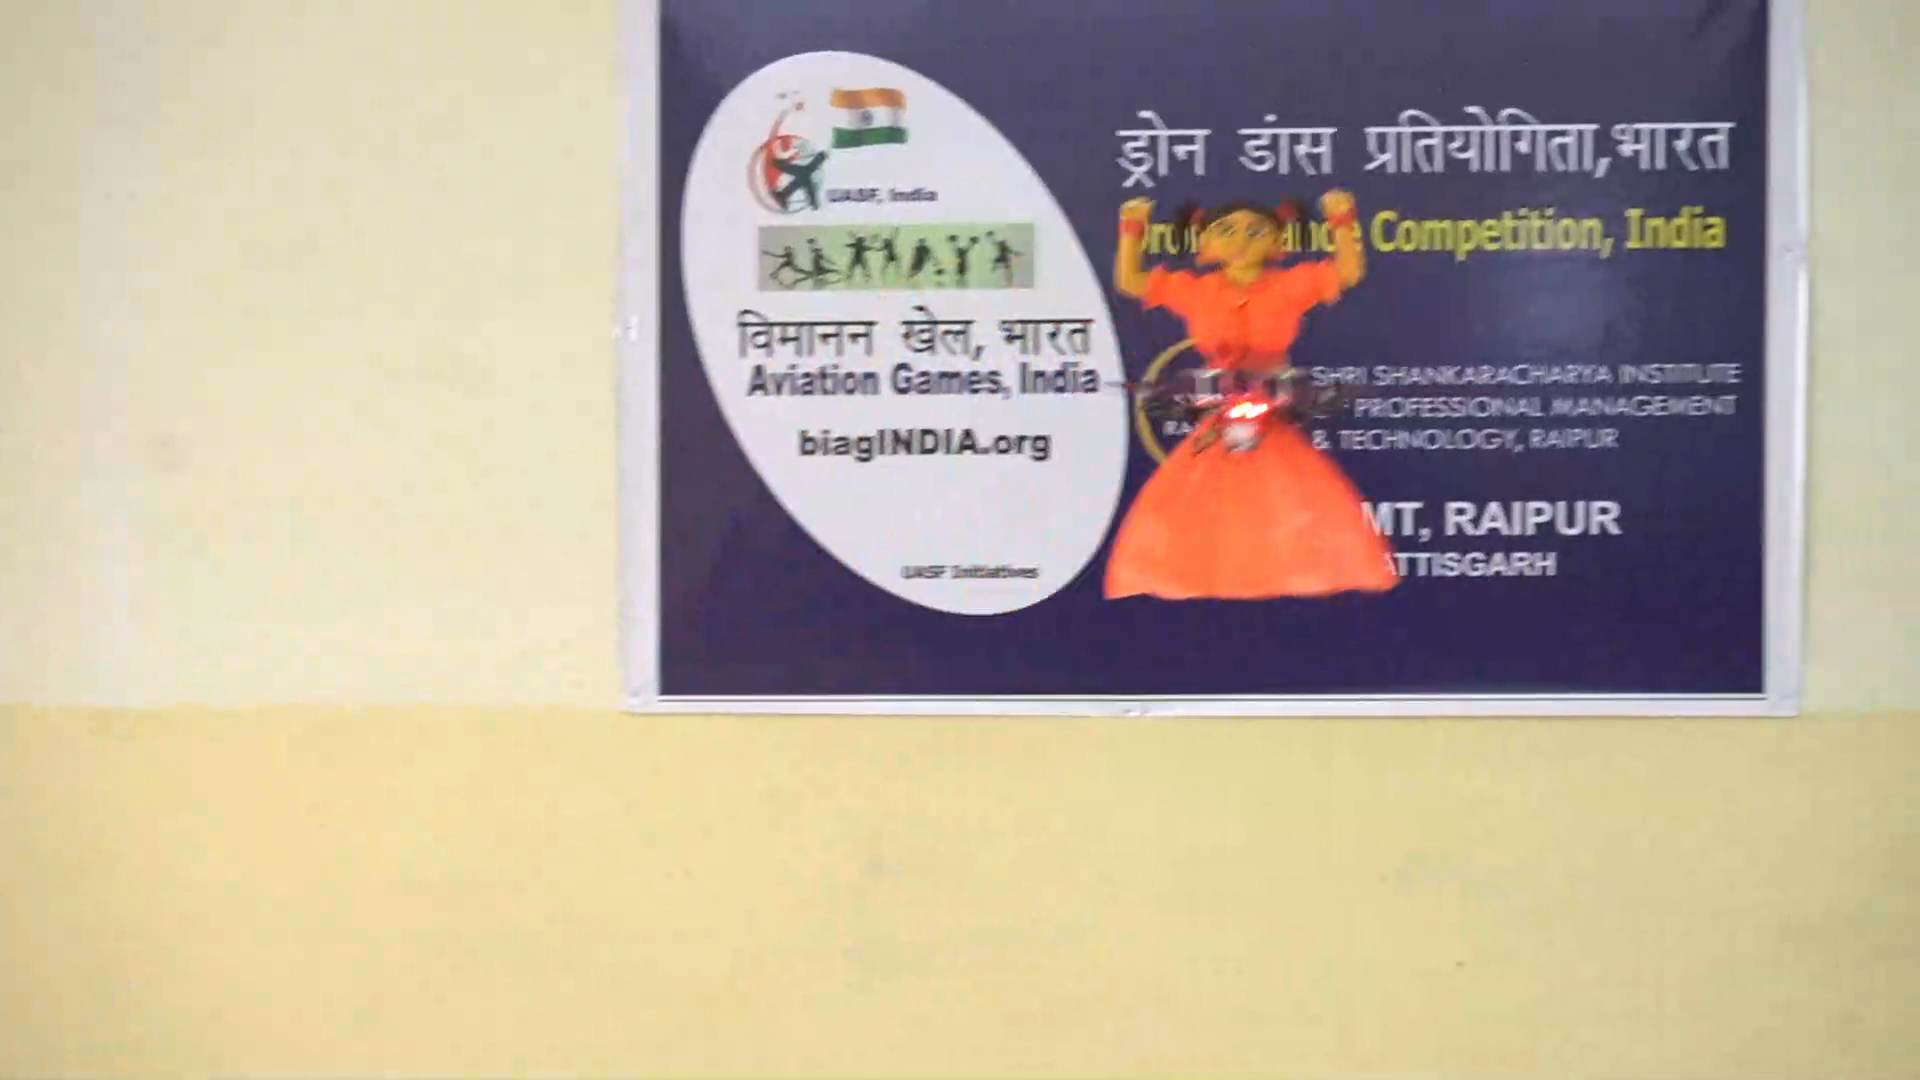 UASF, India
विमानन खेल, भारत
Aviation Games, India
biagINDIA.org
UASF Initiatives
ड्रोन डांस प्रतियोगिता,भारत
Competition, India
SHRI SHANKARACHARYA INSTITUTE
PROFESSIONAL MANAGEMENT
& TECHNOLOGY, RAIPUR
RAIPUR